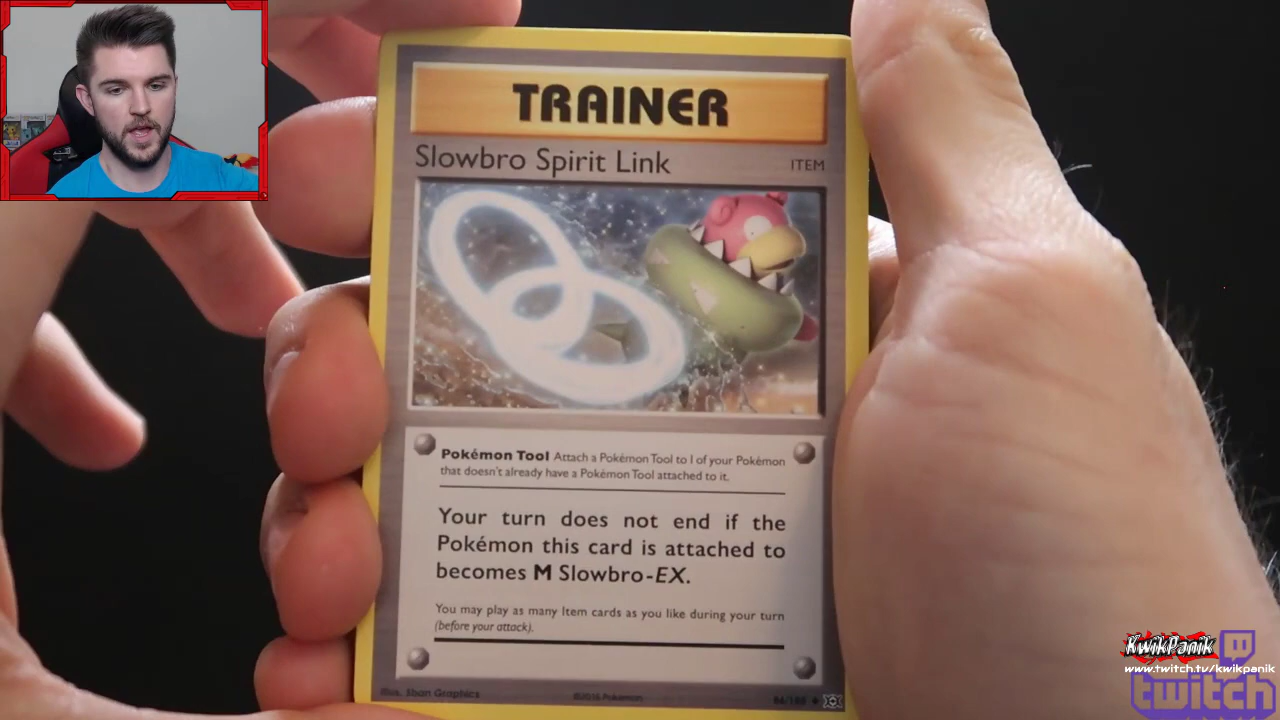 TRAINER
Slowbro Spirit Link ITEM
Pokémon Tool Attach a Pokémon Tool to 1 of your Pokémon
that doesn't already have a Pokémon Tool attached to it.
Your turn does not end if the
Pokémon this card is attached to
becomes M Slowbro-EX.
You may play as many Item cards as you like during your turn
(before your attack).
Illus. 5ban Graphics ©2016 Pokémon
KwikPanik
www.twitch.tv/kwikpanik
twitch